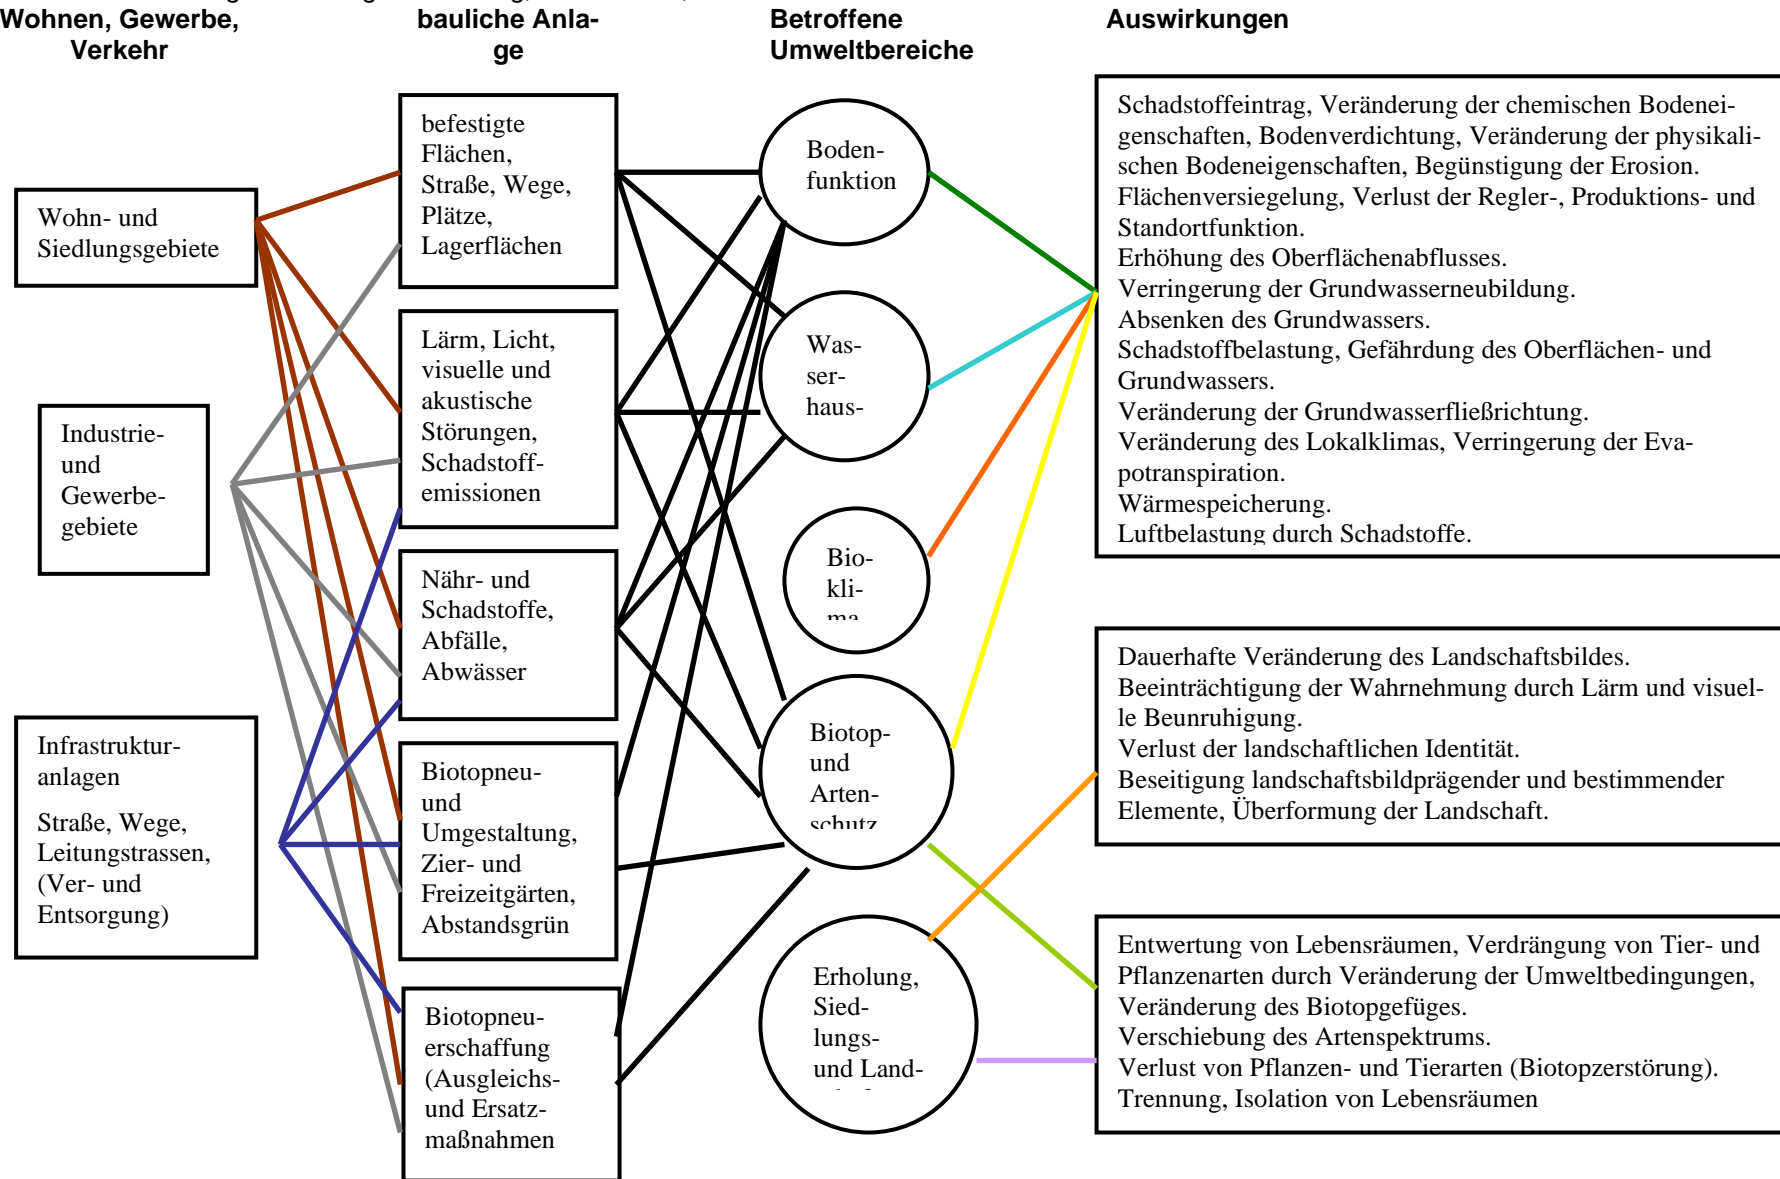 Wohnen, Gewerbe,
Verkehr
bauliche Anla-
ge
Betroffene
Umweltbereiche
Auswirkungen
Wohn- und
Siedlungsgebiete
Industrie-
und
Gewerbe-
gebiete
Infrastruktur-
anlagen
Straße, Wege,
Leitungstrassen,
(Ver- und
Entsorgung)
befestigte
Flächen,
Straße, Wege,
Plätze,
Lagerflächen
Lärm, Licht,
visuelle und
akustische
Störungen,
Schadstoff-
emissionen
Nähr- und
Schadstoffe,
Abfälle,
Abwässer
Biotopneu-
und
Umgestaltung,
Zier- und
Freizeitgärten,
Abstandsgrün
Biotopneu-
erschaffung
(Ausgleichs-
und Ersatz-
maßnahmen
Boden-
funktion
Was-
ser-
haus-
Bio-
kli-
ma
Biotop-
und
Arten-
schutz
Erholung,
Sied-
lungs-
und Land-
Schadstoffeintrag, Veränderung der chemischen Bodenei-
genschaften, Bodenverdichtung, Veränderung der physikali-
schen Bodeneigenschaften, Begünstigung der Erosion.
Flächenversiegelung, Verlust der Regler-, Produktions- und
Standortfunktion.
Erhöhung des Oberflächenabflusses.
Verringerung der Grundwasserneubildung.
Absenken des Grundwassers.
Schadstoffbelastung, Gefährdung des Oberflächen- und
Grundwassers.
Veränderung der Grundwasserfließrichtung.
Veränderung des Lokalklimas, Verringerung der Eva-
potranspiration.
Wärmespeicherung.
Luftbelastung durch Schadstoffe.
Dauerhafte Veränderung des Landschaftsbildes.
Beeinträchtigung der Wahrnehmung durch Lärm und visuel-
le Beunruhigung.
Verlust der landschaftlichen Identität.
Beseitigung landschaftsbildprägender und bestimmender
Elemente, Überformung der Landschaft.
Entwertung von Lebensräumen, Verdrängung von Tier- und
Pflanzenarten durch Veränderung der Umweltbedingungen,
Veränderung des Biotopgefüges.
Verschiebung des Artenspektrums.
Verlust von Pflanzen- und Tierarten (Biotopzerstörung).
Trennung, Isolation von Lebensräumen